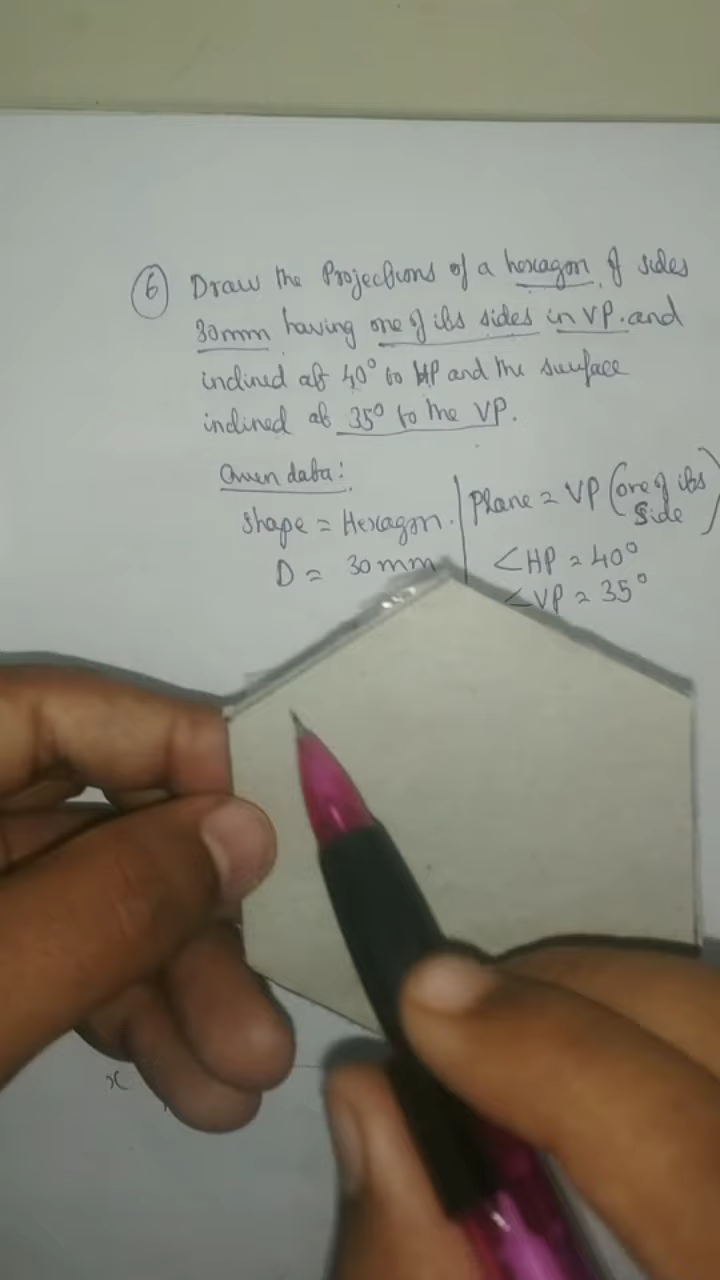 6 Draw the Projections of a hexagon of sides
30mm having one of its sides in VP. and
inclined at 40° to HP and the surface
inclined at 35° to the VP.
Given data:
shape = Hexagon.
D = 30mm
Plane = VP (one of its
Side)
<HP = 40°
<VP = 35°
x